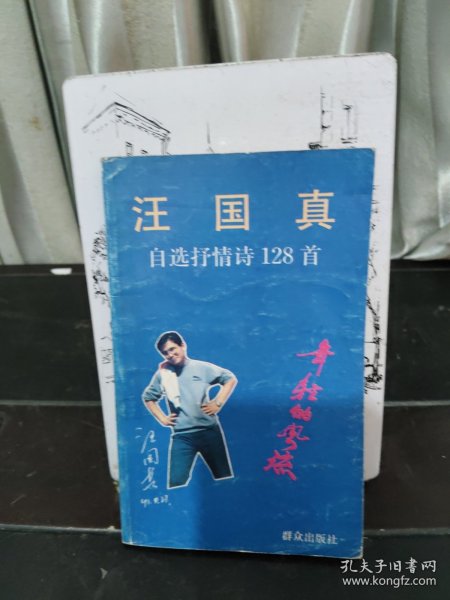 汪国真
自选抒情诗128首
年轻的风采
汪国真
群众出版社
孔夫子旧书网
www.kongfz.com